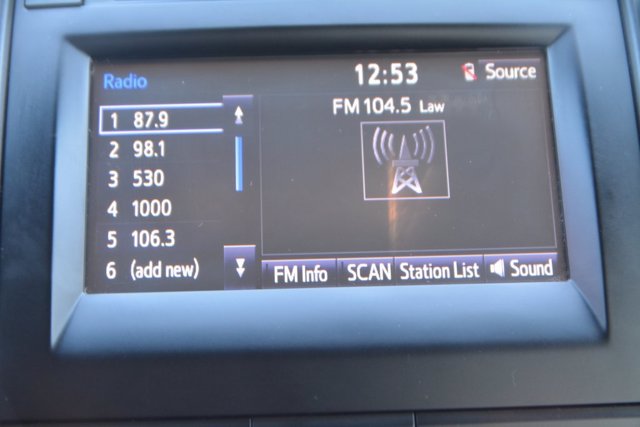 Radio
12:53
Source
FM 104.5 Law
1 87.9
2 98.1
3 530
4 1000
5 106.3
6 (add new)
FM Info
SCAN
Station List
Sound